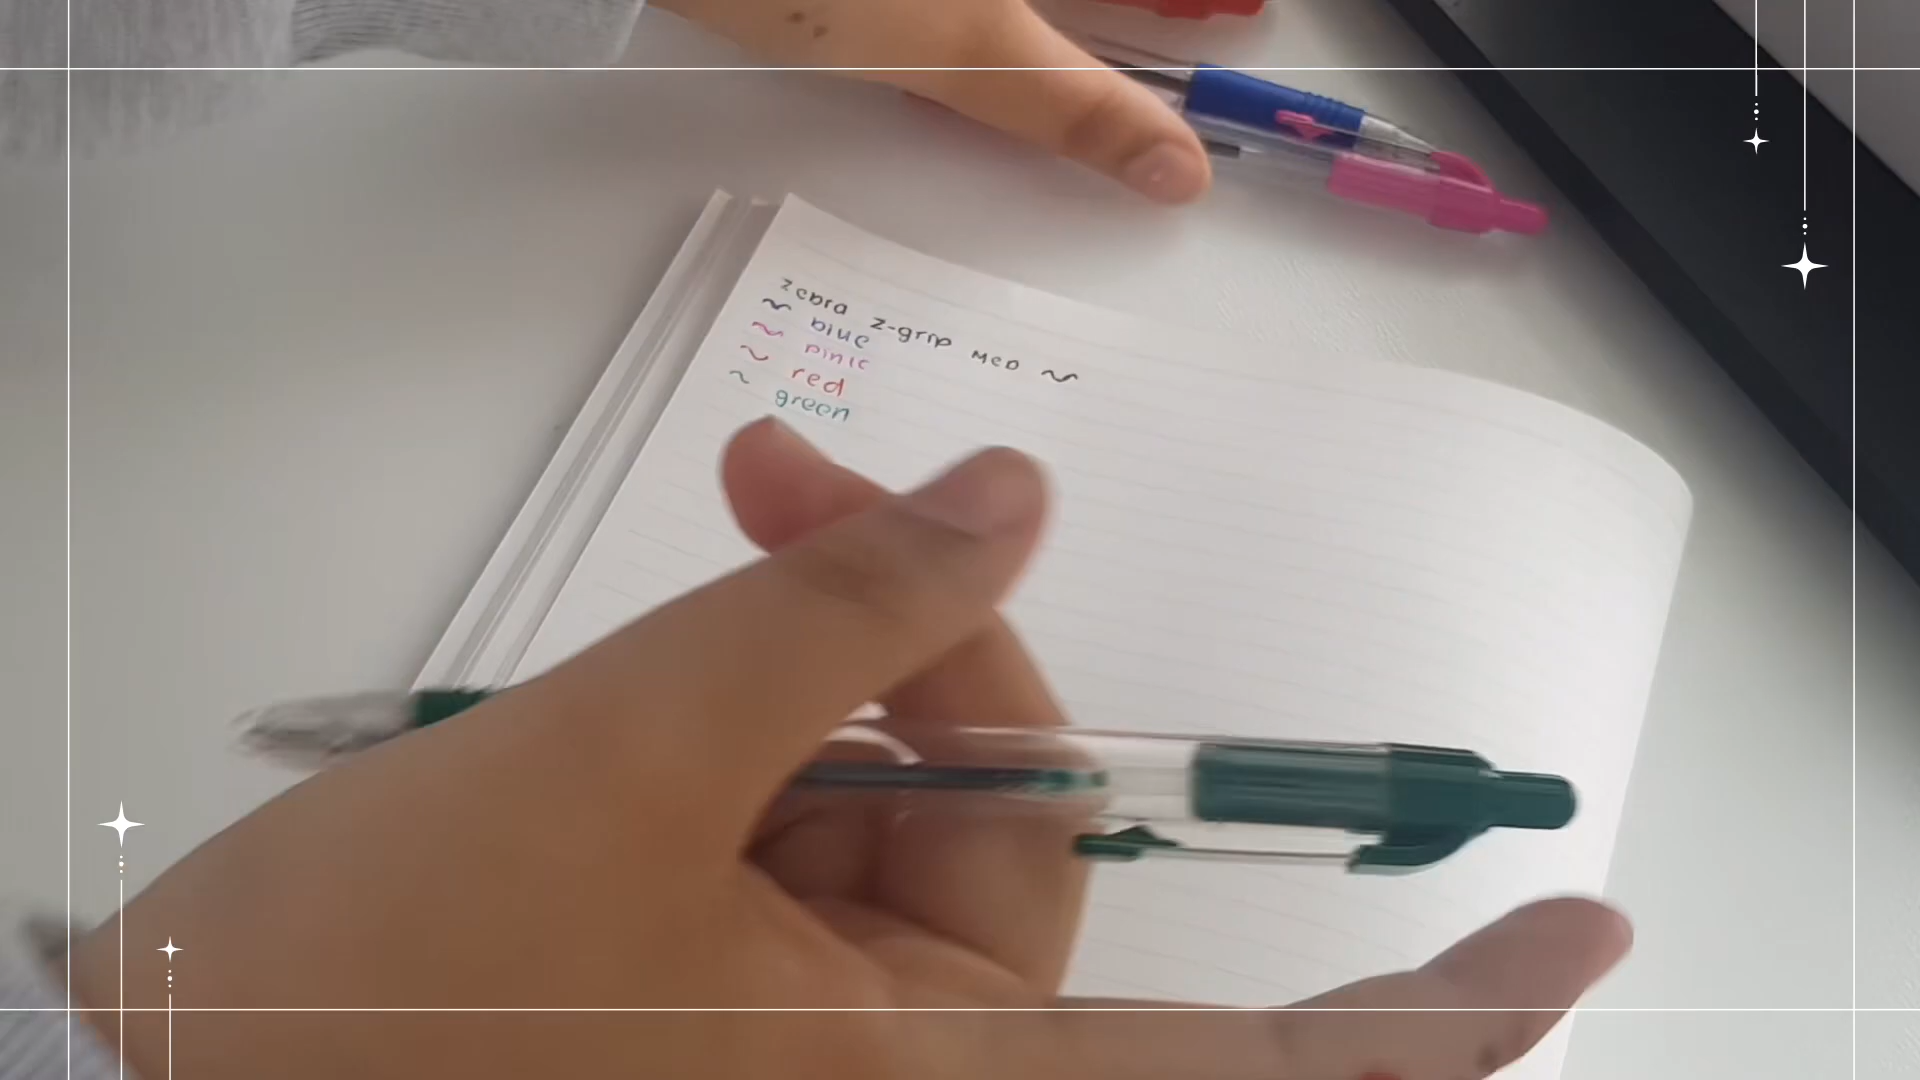 zebra z-grip MED ~
~ blue
~ pink
~ red
~ green